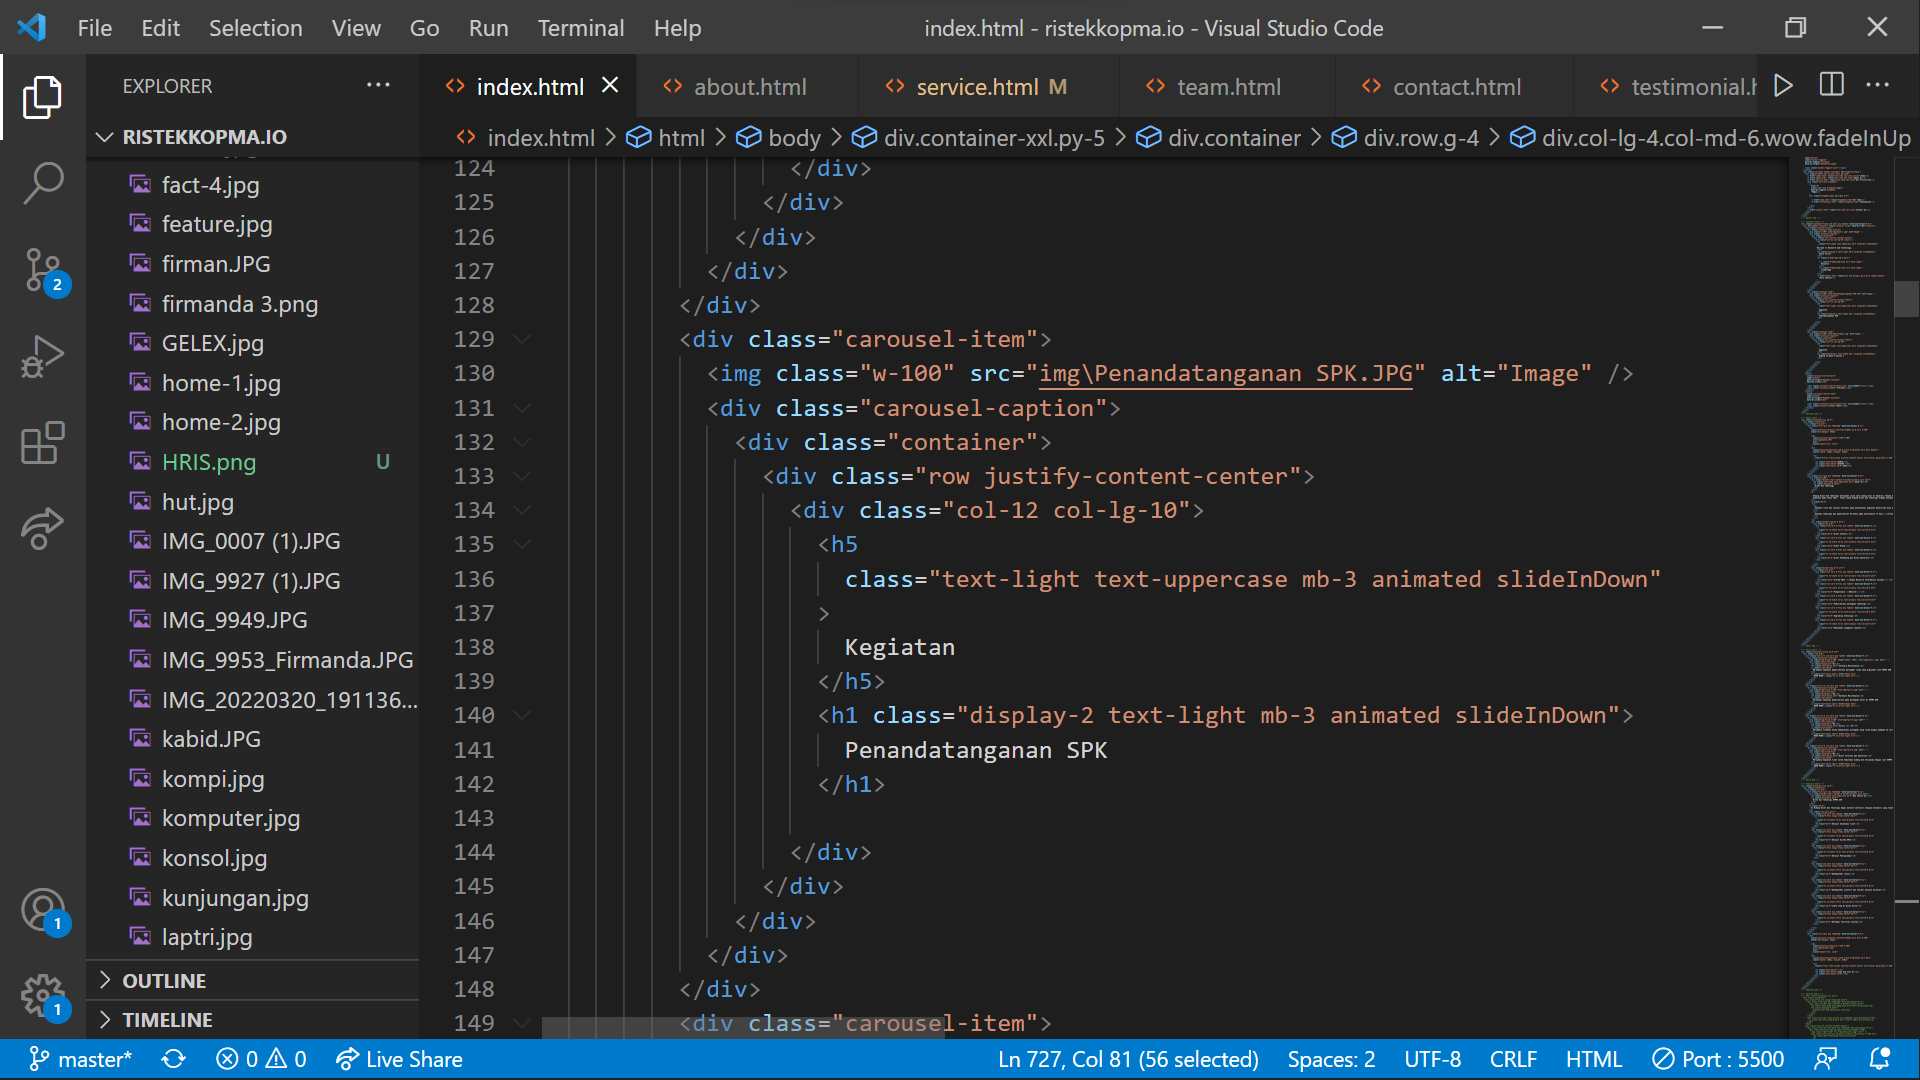 File Edit Selection View Go Run Terminal Help index.html - ristekkopma.io - Visual Studio Code
EXPLORER
index.html about.html service.html M team.html contact.html testimonial.h
RISTEKKOPMA.IO
index.html > html > body > div.container-xxl.py-5 > div.container > div.row.g-4 > div.col-lg-4.col-md-6.wow.fadeInUp
fact-4.jpg
feature.jpg
firman.JPG
firmanda 3.png
GELEX.jpg
home-1.jpg
home-2.jpg
HRIS.png U
hut.jpg
IMG_0007 (1).JPG
IMG_9927 (1).JPG
IMG_9949.JPG
IMG_9953_Firmanda.JPG
IMG_20220320_191136...
kabid.JPG
kompi.jpg
komputer.jpg
konsol.jpg
kunjungan.jpg
laptri.jpg
OUTLINE
TIMELINE
2
1
1
124 </div>
125 </div>
126 </div>
127 </div>
128 </div>
129 <div class="carousel-item">
130 <img class="w-100" src="img\Penandatanganan SPK.JPG" alt="Image" />
131 <div class="carousel-caption">
132 <div class="container">
133 <div class="row justify-content-center">
134 <div class="col-12 col-lg-10">
135 <h5
136 class="text-light text-uppercase mb-3 animated slideInDown"
137 >
138 Kegiatan
139 </h5>
140 <h1 class="display-2 text-light mb-3 animated slideInDown">
141 Penandatanganan SPK
142 </h1>
143
144 </div>
145 </div>
146 </div>
147 </div>
148 </div>
149 <div class="carousel-item">
master* 0 0 Live Share Ln 727, Col 81 (56 selected) Spaces: 2 UTF-8 CRLF HTML Port : 5500